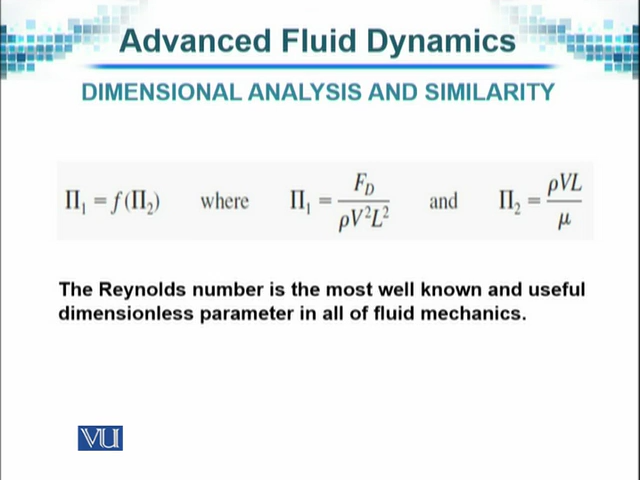 Advanced Fluid Dynamics
DIMENSIONAL ANALYSIS AND SIMILARITY
Π₁ = f(Π₂) where Π₁ = F_D / ρV²L² and Π₂ = ρVL / μ
The Reynolds number is the most well known and useful
dimensionless parameter in all of fluid mechanics.
VU